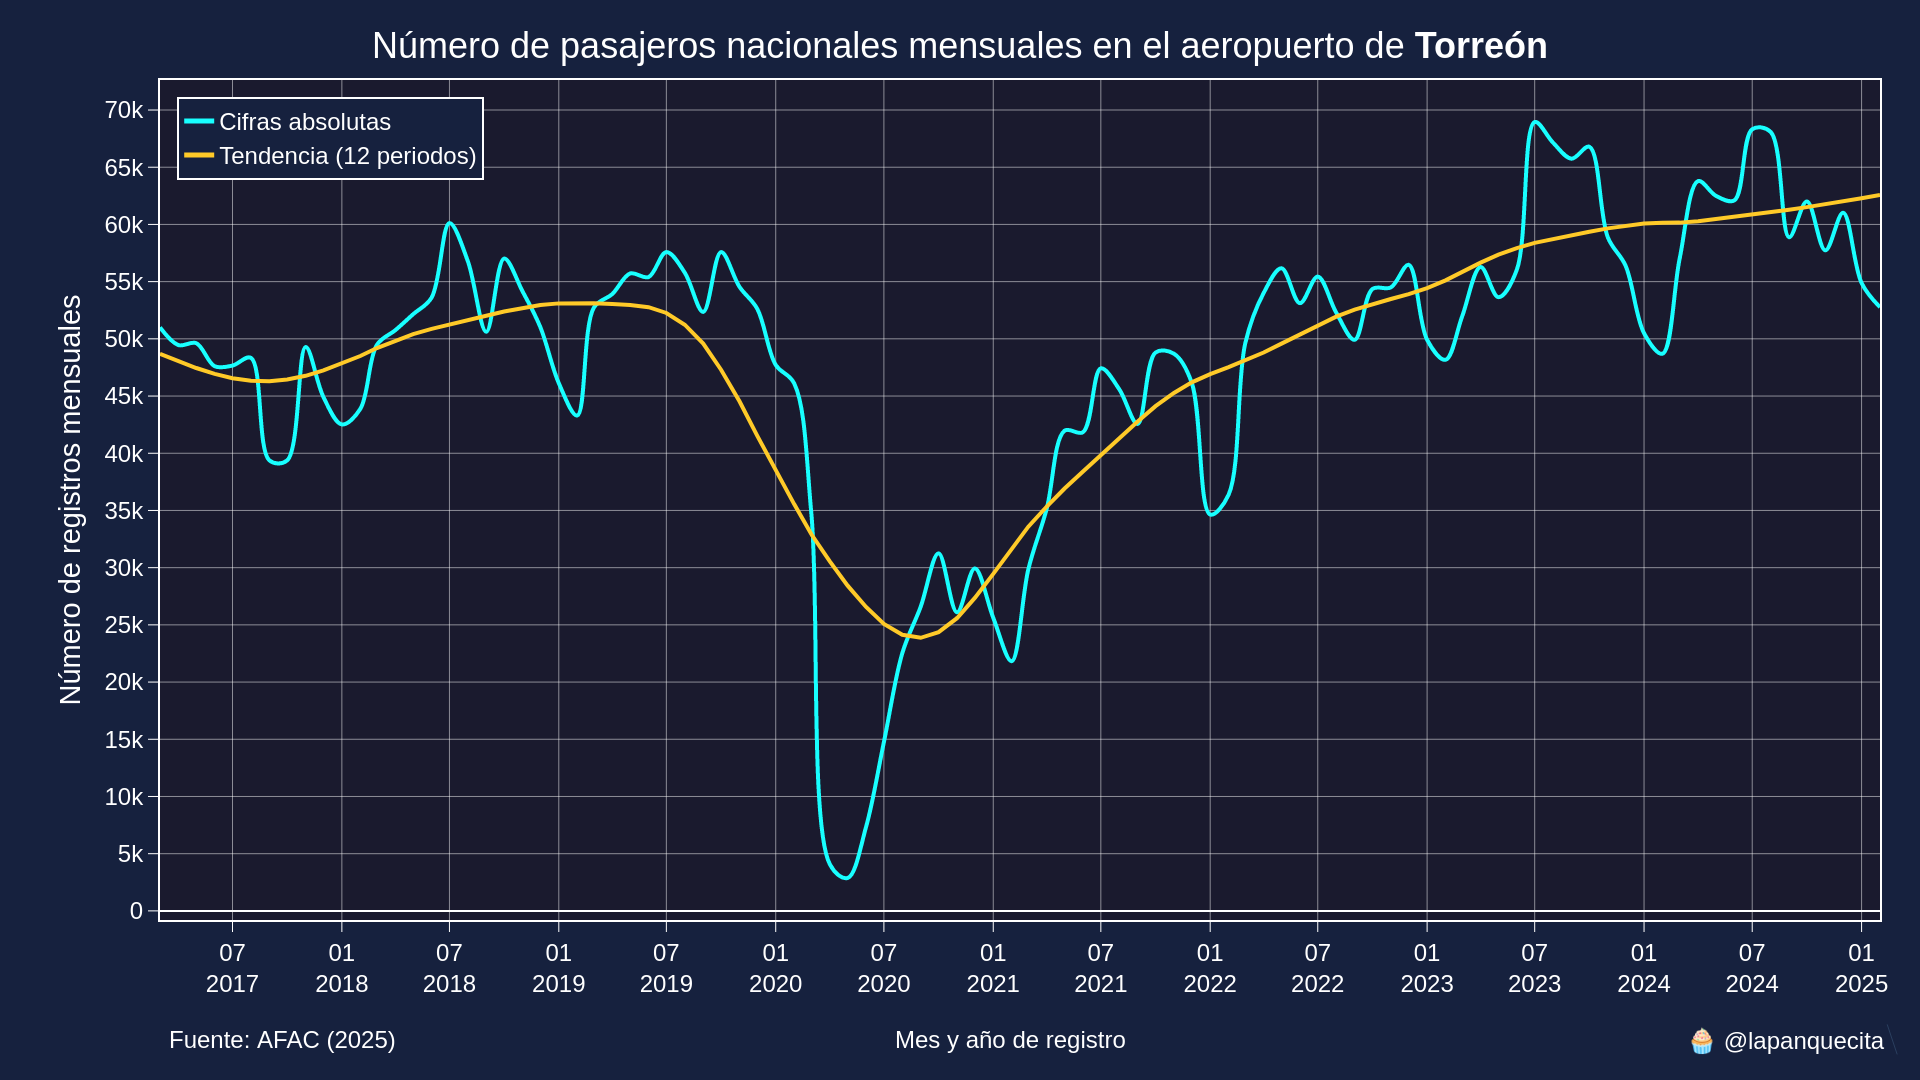 Número de pasajeros nacionales mensuales en el aeropuerto de Torreón
Cifras absolutas
Tendencia (12 periodos)
Número de registros mensuales
70k
65k
60k
55k
50k
45k
40k
35k
30k
25k
20k
15k
10k
5k
0
07 01 07 01 07 01 07 01 07 01 07 01 07 01 07 01
2017 2018 2018 2019 2019 2020 2020 2021 2021 2022 2022 2023 2023 2024 2024 2025
Fuente: AFAC (2025)
Mes y año de registro
🧁 @lapanquecita